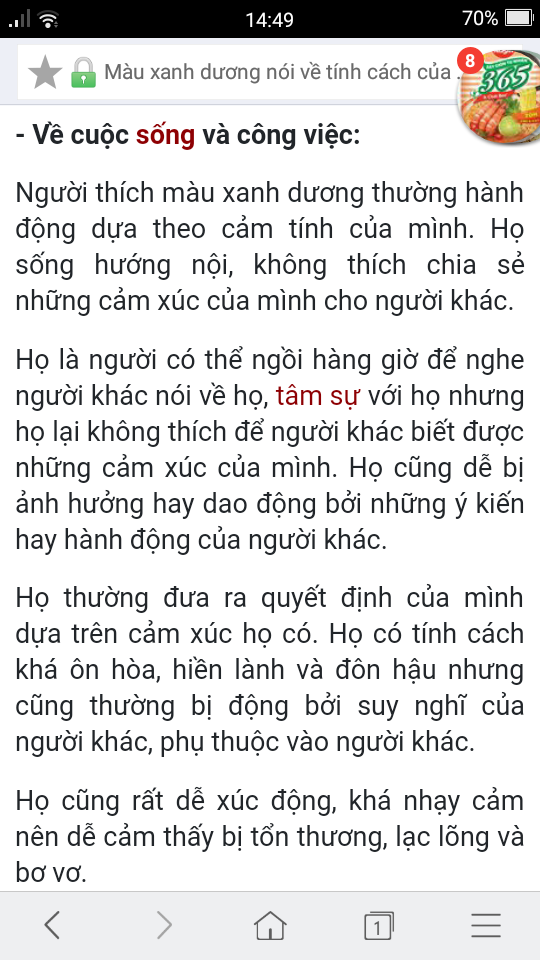 14:49
70%
Màu xanh dương nói về tính cách của .
8
365
- Về cuộc sống và công việc:
Người thích màu xanh dương thường hành
động dựa theo cảm tính của mình. Họ
sống hướng nội, không thích chia sẻ
những cảm xúc của mình cho người khác.
Họ là người có thể ngồi hàng giờ để nghe
người khác nói về họ, tâm sự với họ nhưng
họ lại không thích để người khác biết được
những cảm xúc của mình. Họ cũng dễ bị
ảnh hưởng hay dao động bởi những ý kiến
hay hành động của người khác.
Họ thường đưa ra quyết định của mình
dựa trên cảm xúc họ có. Họ có tính cách
khá ôn hòa, hiền lành và đôn hậu nhưng
cũng thường bị động bởi suy nghĩ của
người khác, phụ thuộc vào người khác.
Họ cũng rất dễ xúc động, khá nhạy cảm
nên dễ cảm thấy bị tổn thương, lạc lõng và
bơ vơ.
1